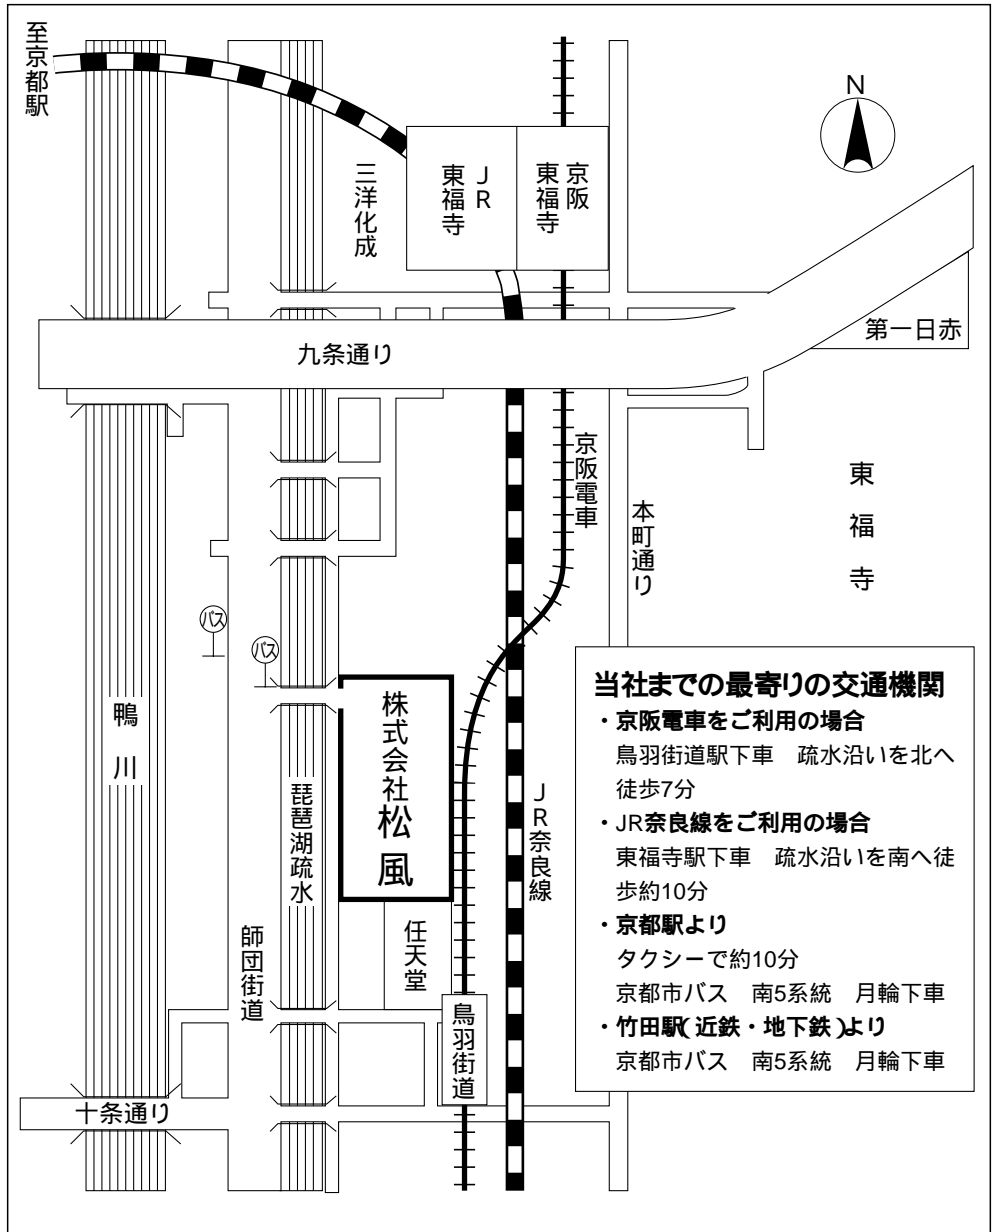 至京都駅
N
三洋化成
JR
東福寺
京阪
東福寺
第一日赤
九条通り
京阪電車
本町通り
東福寺
バス
バス
鴨川
琵琶湖疏水
株式会社松風
JR奈良線
師団街道
任天堂
鳥羽街道
十条通り
当社までの最寄りの交通機関
・京阪電車をご利用の場合
鳥羽街道駅下車　疏水沿いを北へ
徒歩7分
・JR奈良線をご利用の場合
東福寺駅下車　疏水沿いを南へ徒
歩約10分
・京都駅より
タクシーで約10分
京都市バス　南5系統　月輪下車
・竹田駅(近鉄・地下鉄)より
京都市バス　南5系統　月輪下車